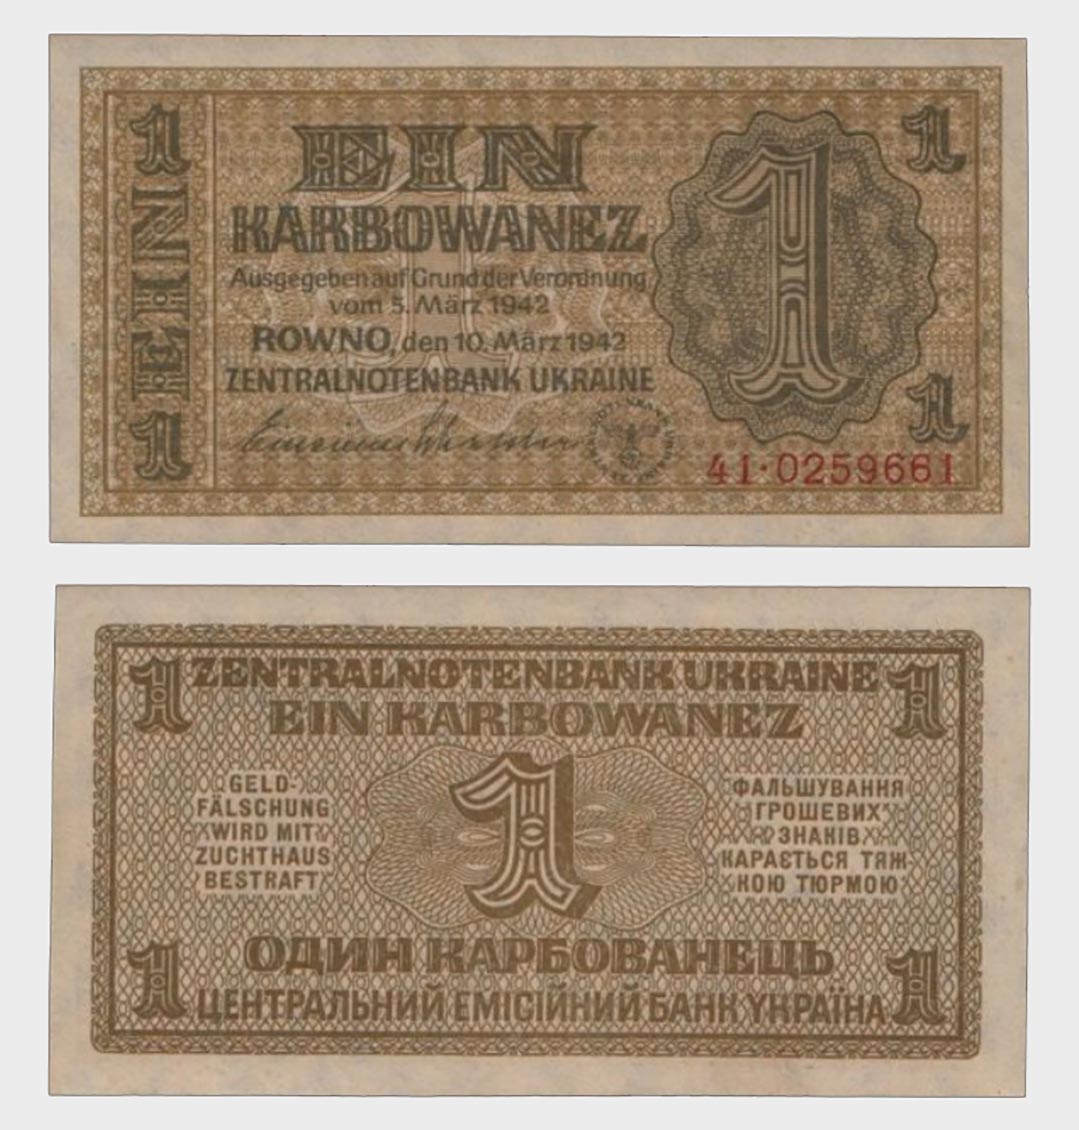 1
EIN
1
EIN
KARBOWANEZ
Ausgegeben auf Grund der Verordnung
vom 5. März 1942
ROWNO, den 10. März 1942
ZENTRALNOTENBANK UKRAINE
1
1
1
41·0259661
1 ZENTRALNOTENBANK UKRAINE 1
EIN KARBOWANEZ
GELD-
FÄLSCHUNG
WIRD MIT
ZUCHTHAUS
BESTRAFT
1
ФАЛЬШУВАННЯ
ГРОШЕВИХ
ЗНАКІВ
КАРАЄТЬСЯ ТЯЖ-
КОЮ ТЮРМОЮ
ОДИН КАРБОВАНЕЦЬ
1 ЦЕНТРАЛЬНИЙ ЕМІСІЙНИЙ БАНК УКРАЇНА 1